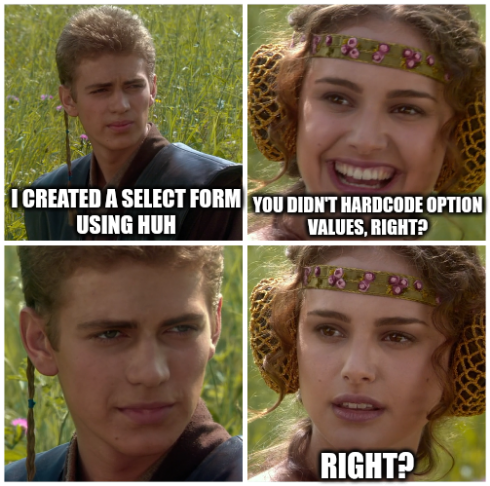 I CREATED A SELECT FORM
USING HUH
YOU DIDN'T HARDCODE OPTION
VALUES, RIGHT?
RIGHT?